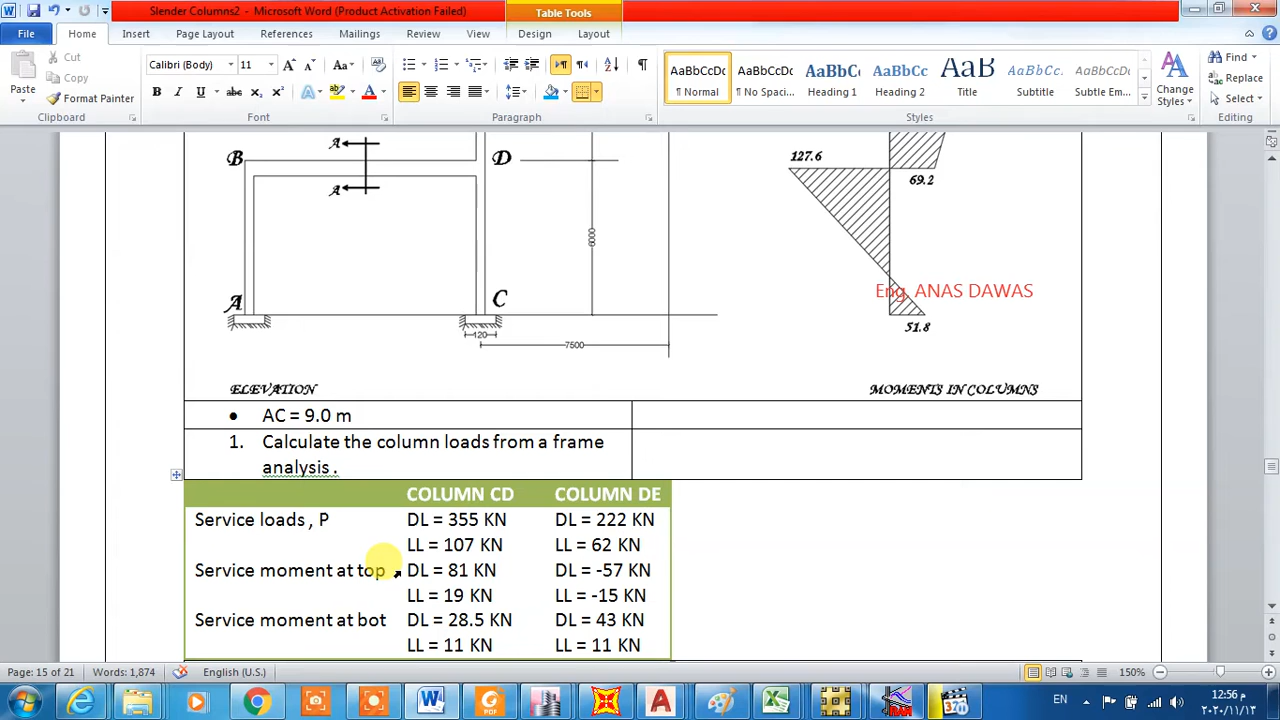 Slender Columns2 - Microsoft Word (Product Activation Failed)
Table Tools
File
Home
Insert
Page Layout
References
Mailings
Review
View
Design
Layout
Cut
Copy
Format Painter
Paste
Clipboard
Calibri (Body)
11
Font
Paragraph
AaBbCcDc
¶ Normal
AaBbCcDc
¶ No Spaci...
AaBbCc
Heading 1
AaBbCc
Heading 2
AaB
Title
AaBbCc.
Subtitle
AaBbCcDc
Subtle Em...
Styles
Change Styles
Find
Replace
Select
Editing
A
B
D
A
6000
A
C
120
7500
127.6
69.2
Eng. ANAS DAWAS
51.8
ELEVATION
MOMENTS IN COLUMNS
• AC = 9.0 m
1. Calculate the column loads from a frame
analysis .
COLUMN CD COLUMN DE
Service loads , P DL = 355 KN DL = 222 KN
LL = 107 KN LL = 62 KN
Service moment at top DL = 81 KN DL = -57 KN
LL = 19 KN LL = -15 KN
Service moment at bot DL = 28.5 KN DL = 43 KN
LL = 11 KN LL = 11 KN
Page: 15 of 21
Words: 1,874
English (U.S.)
150%
EN
12:56 م
٢٠٢٠/١١/١٣